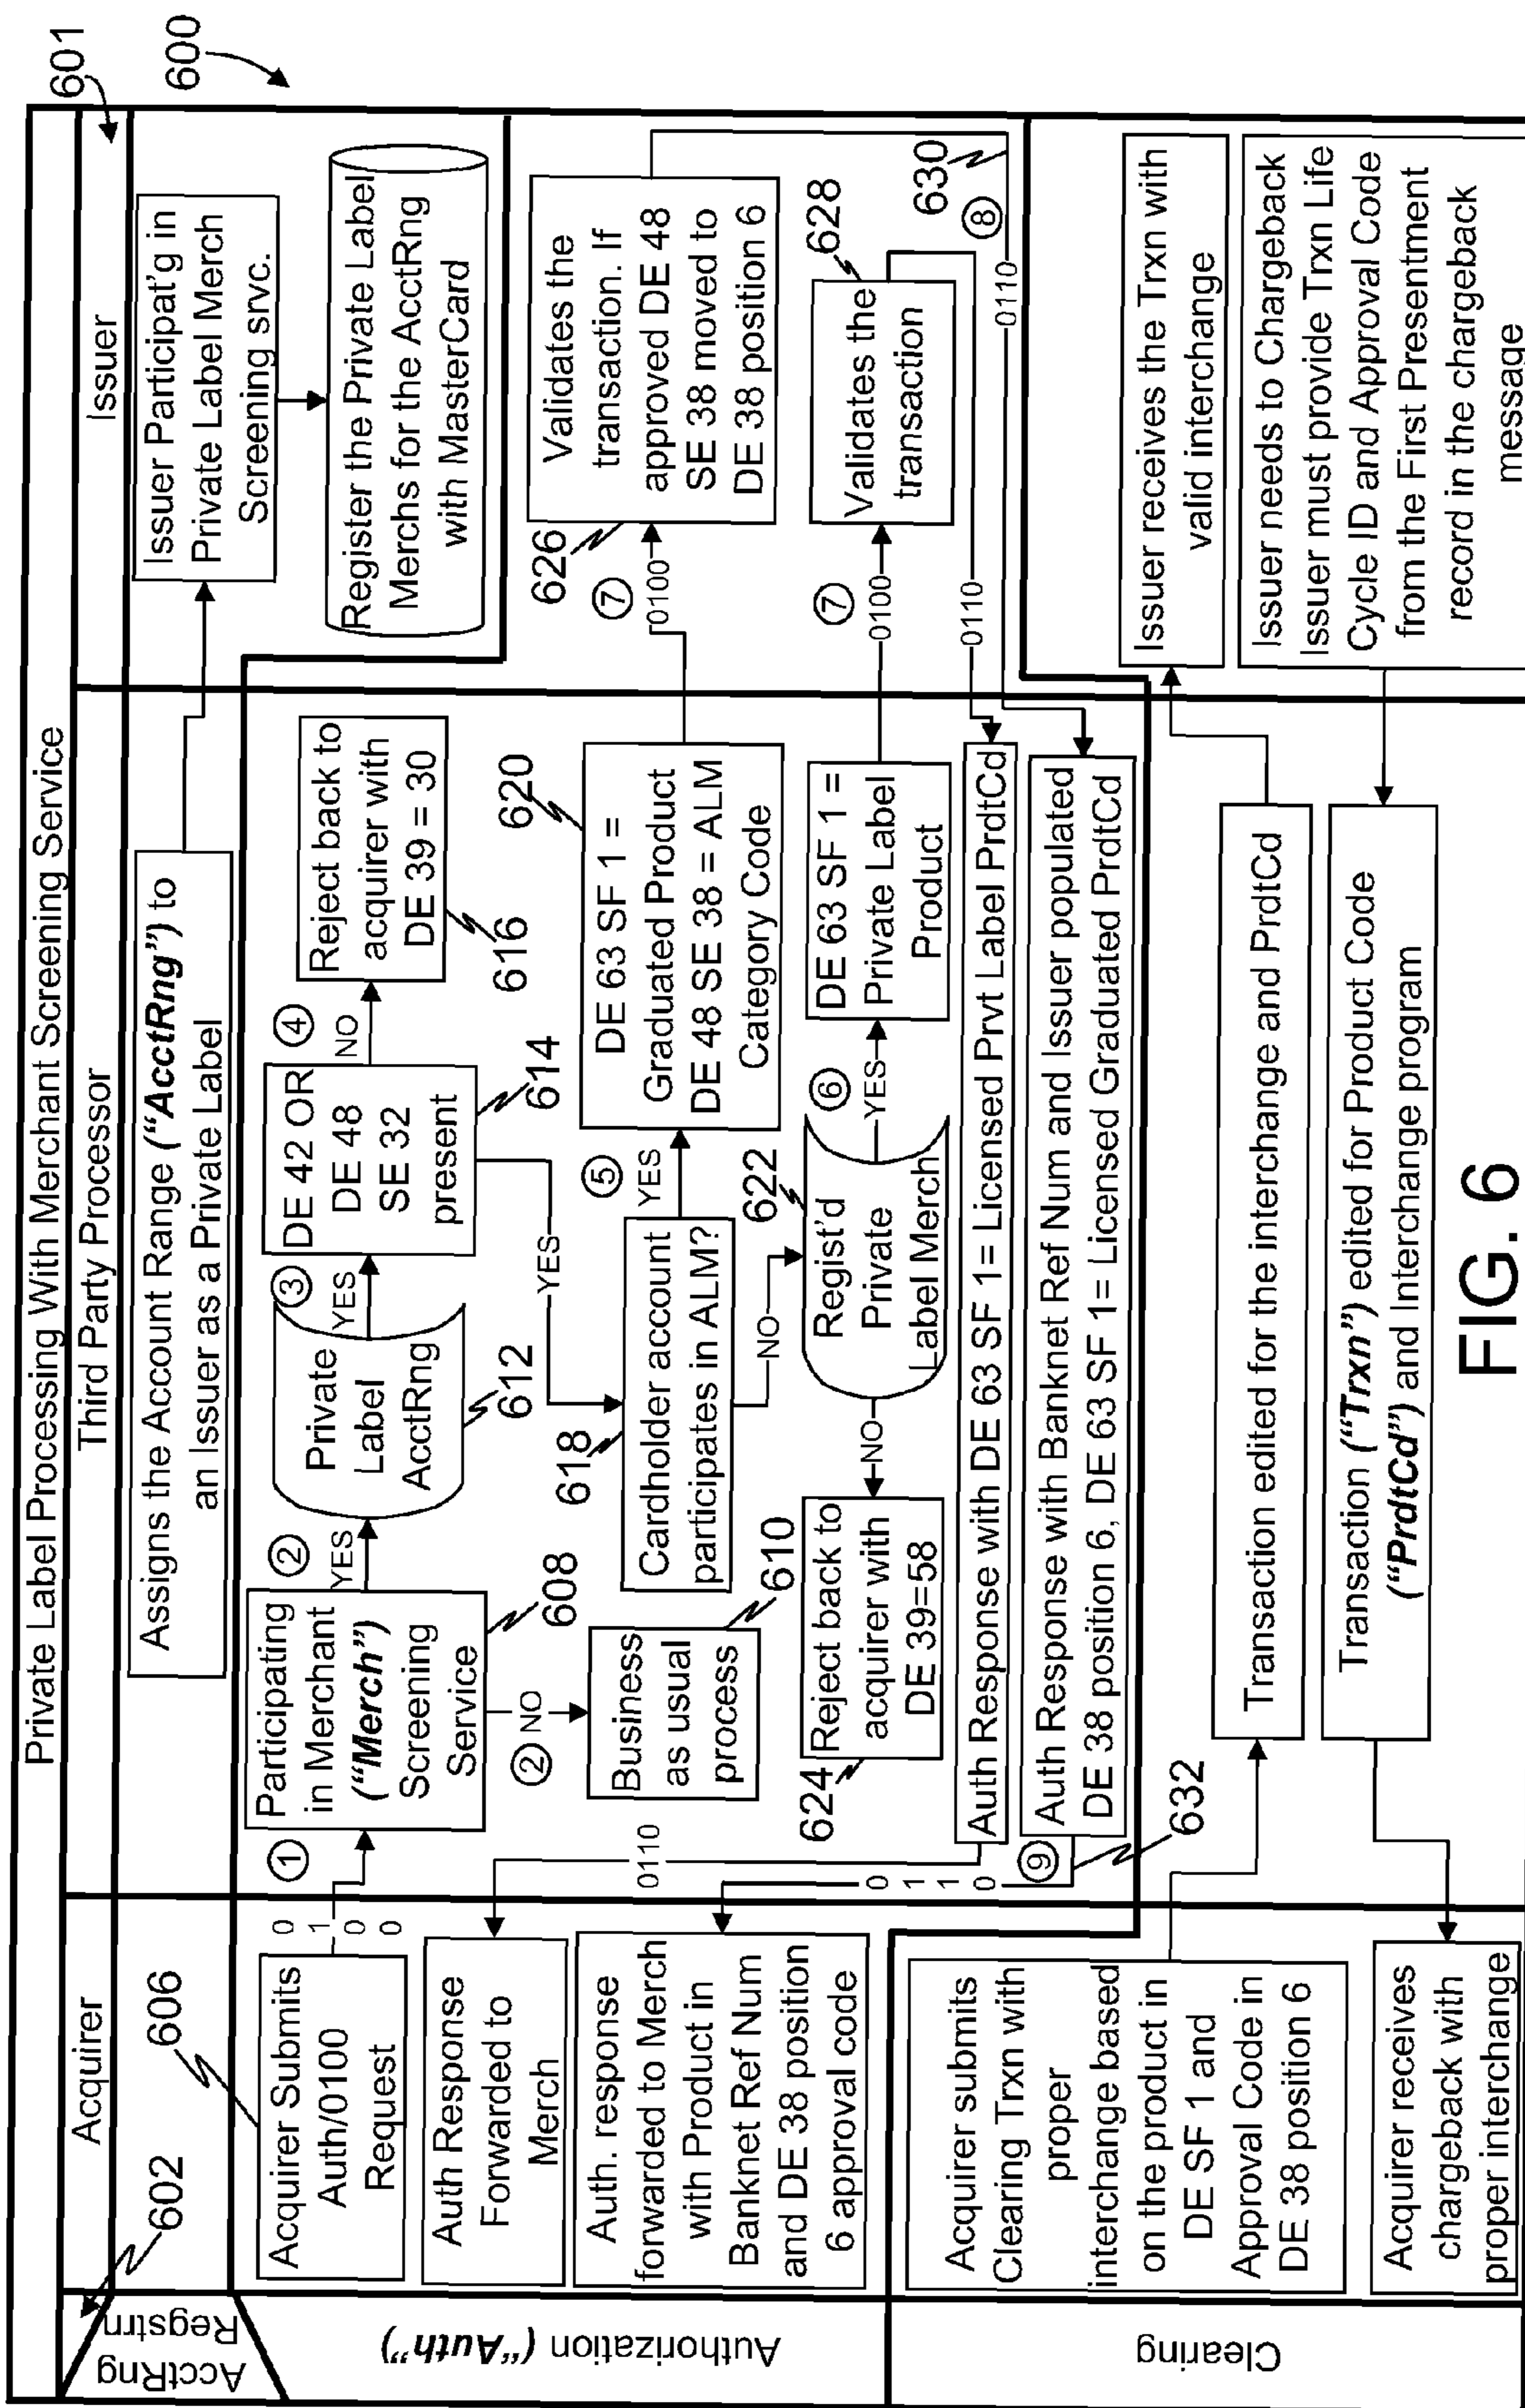 Private Label Processing With Merchant Screening Service
601
600
602
Acquirer
Third Party Processor
Issuer
AcctRng
Registrn
Assigns the Account Range (“AcctRng”) to
an Issuer as a Private Label
Issuer Participat'g in
Private Label Merch
Screening srvc.
Register the Private Label
Merchs for the AcctRng
with MasterCard
Authorization (“Auth”)
606
Acquirer Submits
Auth/0100
Request
0
1
0
0
①
Participating
in Merchant
(“Merch”)
Screening
Service
608
②
YES
② NO
Business
as usual
process
610
Private
Label
AcctRng
612
③
YES
DE 42 OR
DE 48
SE 32
present
614
④
NO
Reject back to
acquirer with
DE 39 = 30
616
YES
618
Cardholder account
participates in ALM?
⑤
YES
620
DE 63 SF 1 =
Graduated Product
DE 48 SE 38 = ALM
Category Code
NO
622
Regist'd
Private
Label Merch
NO
Reject back to
acquirer with
DE 39=58
624
⑥
YES
DE 63 SF 1 =
Private Label
Product
⑦
0100
626
Validates the
transaction. If
approved DE 48
SE 38 moved to
DE 38 position 6
⑦
0100
628
Validates the
transaction
630
⑧
0110
0110
Auth Response with DE 63 SF 1= Licensed Prvt Label PrdtCd
Auth Response with Banknet Ref Num and Issuer populated
DE 38 position 6, DE 63 SF 1= Licensed Graduated PrdtCd
⑨
632
0110
0
1
1
0
Auth Response
Forwarded to
Merch
Auth. response
forwarded to Merch
with Product in
Banknet Ref Num
and DE 38 position
6 approval code
Clearing
Acquirer submits
Clearing Trxn with
proper
interchange based
on the product in
DE SF 1 and
Approval Code in
DE 38 position 6
Transaction edited for the interchange and PrdtCd
Issuer receives the Trxn with
valid interchange
Issuer needs to Chargeback
Issuer must provide Trxn Life
Cycle ID and Approval Code
from the First Presentment
record in the chargeback
message
Transaction (“Trxn”) edited for Product Code
(“PrdtCd”) and Interchange program
Acquirer receives
chargeback with
proper interchange
FIG. 6